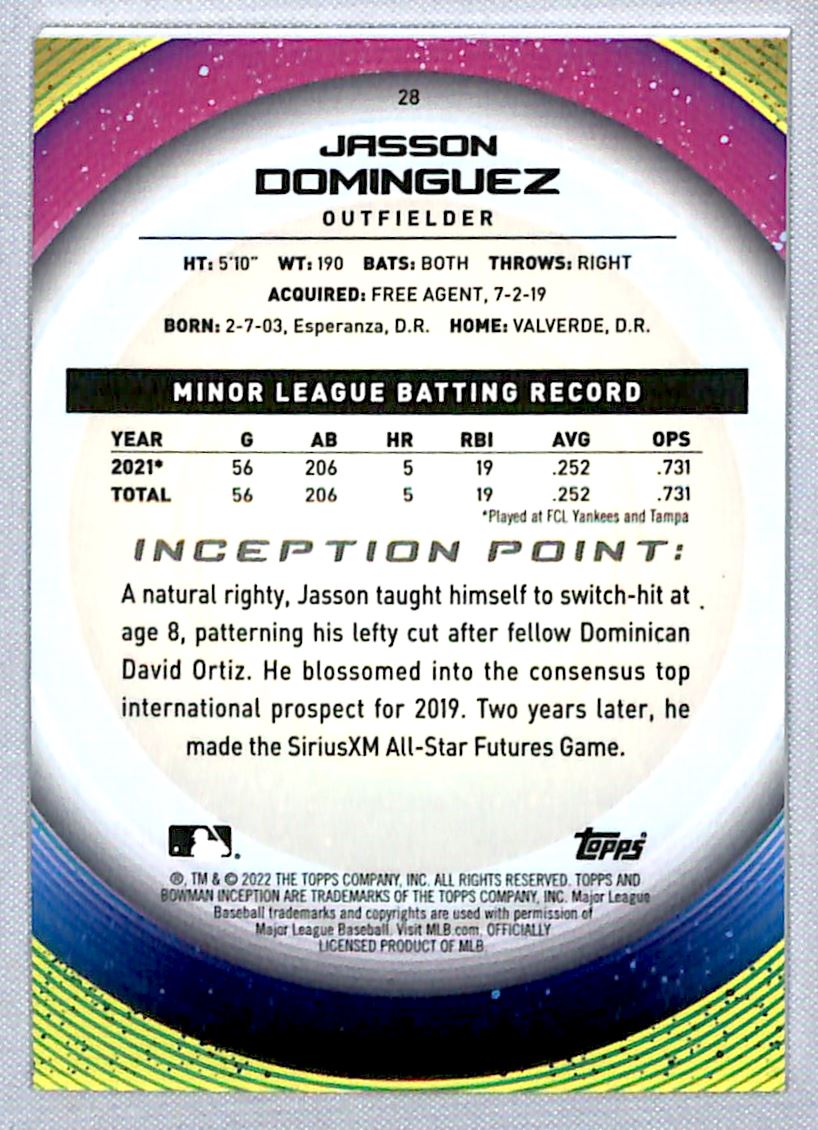 28
JASSON
DOMINGUEZ
OUTFIELDER
HT: 5'10" WT: 190 BATS: BOTH THROWS: RIGHT
ACQUIRED: FREE AGENT, 7-2-19
BORN: 2-7-03, Esperanza, D.R. HOME: VALVERDE, D.R.
MINOR LEAGUE BATTING RECORD
YEAR G AB HR RBI AVG OPS
2021* 56 206 5 19 .252 .731
TOTAL 56 206 5 19 .252 .731
*Played at FCL Yankees and Tampa
INCEPTION POINT:
A natural righty, Jasson taught himself to switch-hit at
age 8, patterning his lefty cut after fellow Dominican
David Ortiz. He blossomed into the consensus top
international prospect for 2019. Two years later, he
made the SiriusXM All-Star Futures Game.
topps
®, TM & © 2022 THE TOPPS COMPANY, INC. ALL RIGHTS RESERVED. TOPPS AND
BOWMAN INCEPTION ARE TRADEMARKS OF THE TOPPS COMPANY, INC. Major League
Baseball trademarks and copyrights are used with permission of
Major League Baseball. Visit MLB.com. OFFICIALLY
LICENSED PRODUCT OF MLB.